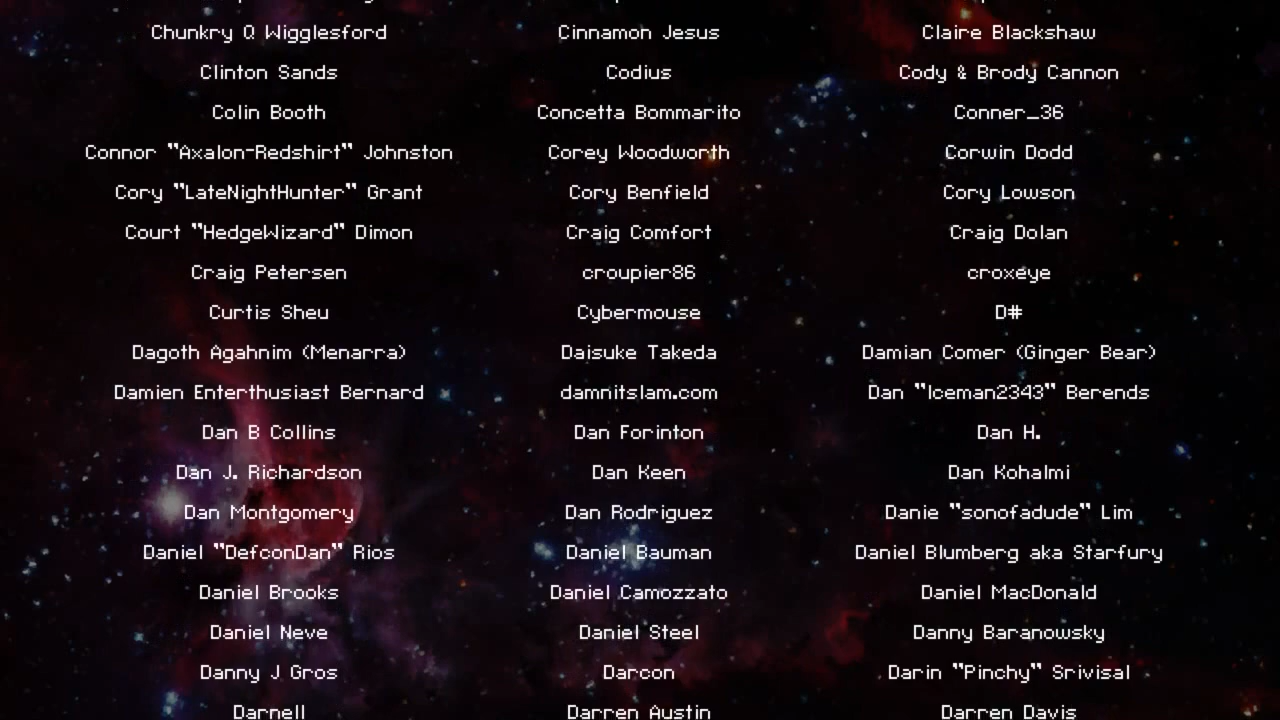 Chunkry Q Wigglesford Cinnamon Jesus Claire Blackshaw
Clinton Sands Codius Cody & Brody Cannon
Colin Booth Concetta Bommarito Conner_36
Connor "Axalon-Redshirt" Johnston Corey Woodworth Corwin Dodd
Cory "LateNightHunter" Grant Cory Benfield Cory Lowson
Court "HedgeWizard" Dimon Craig Comfort Craig Dolan
Craig Petersen croupier86 croxeye
Curtis Sheu Cybermouse D#
Dagoth Agahnim (Menarra) Daisuke Takeda Damian Comer (Ginger Bear)
Damien Enterthusiast Bernard damnitslam.com Dan "Iceman2343" Berends
Dan B Collins Dan Forinton Dan H.
Dan J. Richardson Dan Keen Dan Kohalmi
Dan Montgomery Dan Rodriguez Danie "sonofadude" Lim
Daniel "DefconDan" Rios Daniel Bauman Daniel Blumberg aka Starfury
Daniel Brooks Daniel Camozzato Daniel MacDonald
Daniel Neve Daniel Steel Danny Baranowsky
Danny J Gros Darcon Darin "Pinchy" Srivisal
Darnell Darren Austin Darren Davis